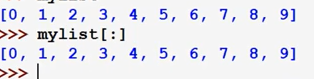 [0, 1, 2, 3, 4, 5, 6, 7, 8, 9]
>>> mylist[:]
[0, 1, 2, 3, 4, 5, 6, 7, 8, 9]
>>>